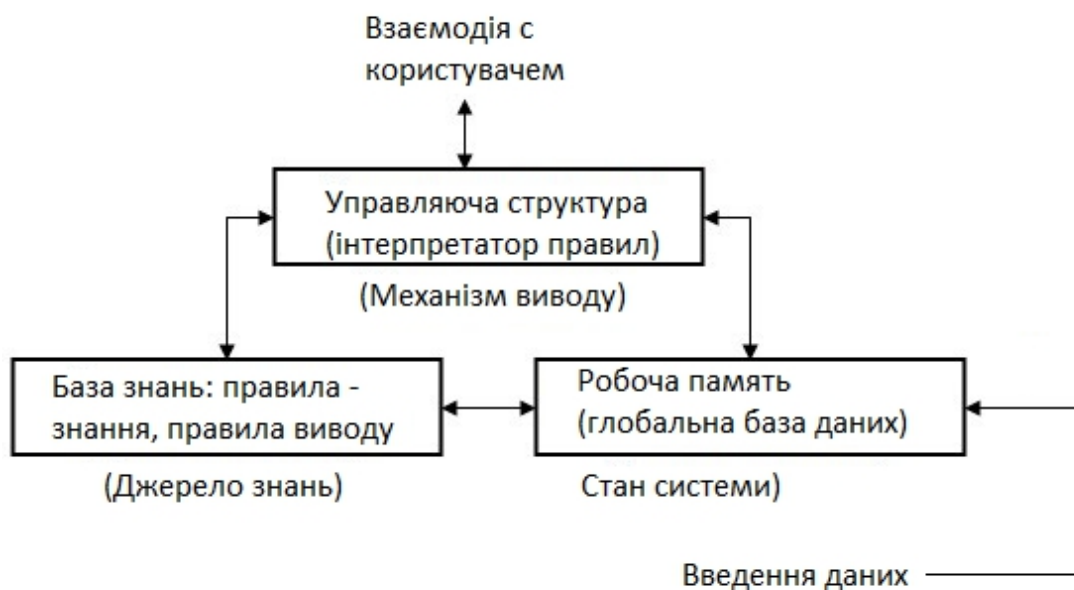 Взаємодія с
користувачем
Управляюча структура
(інтерпретатор правил)
(Механізм виводу)
База знань: правила -
знання, правила виводу
(Джерело знань)
Робоча память
(глобальна база даних)
Стан системи)
Введення даних